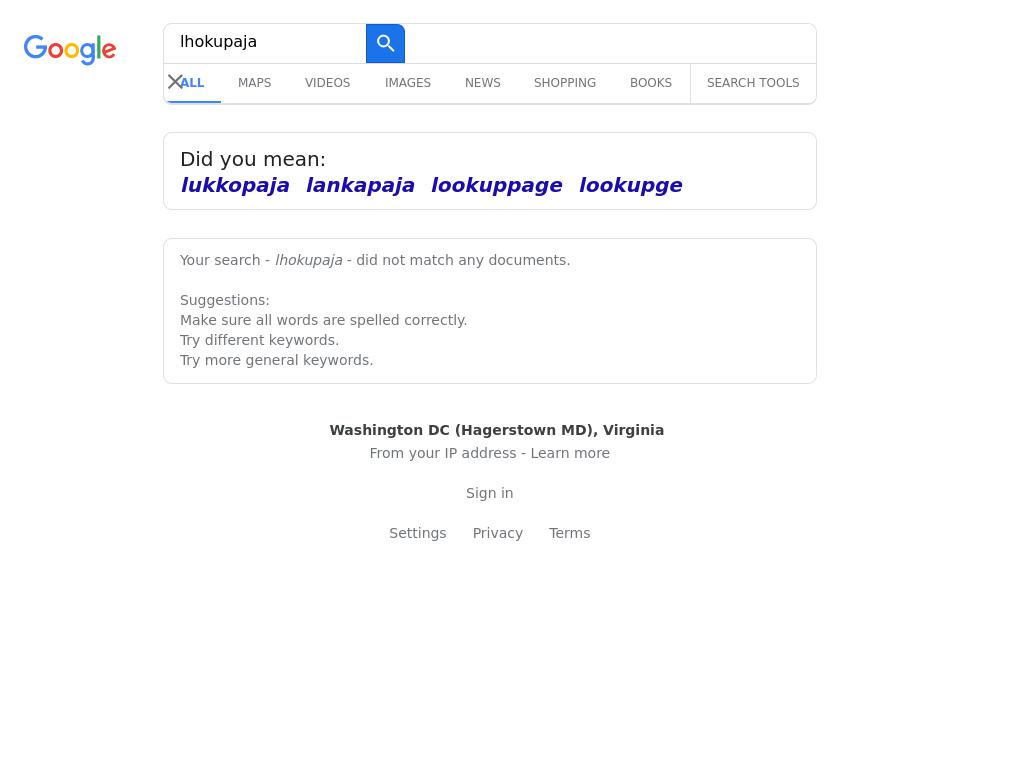 Google
lhokupaja
ALL MAPS VIDEOS IMAGES NEWS SHOPPING BOOKS SEARCH TOOLS
Did you mean:
lukkopaja lankapaja lookuppage lookupge
Your search - lhokupaja - did not match any documents.
Suggestions:
Make sure all words are spelled correctly.
Try different keywords.
Try more general keywords.
Washington DC (Hagerstown MD), Virginia
From your IP address - Learn more
Sign in
Settings Privacy Terms